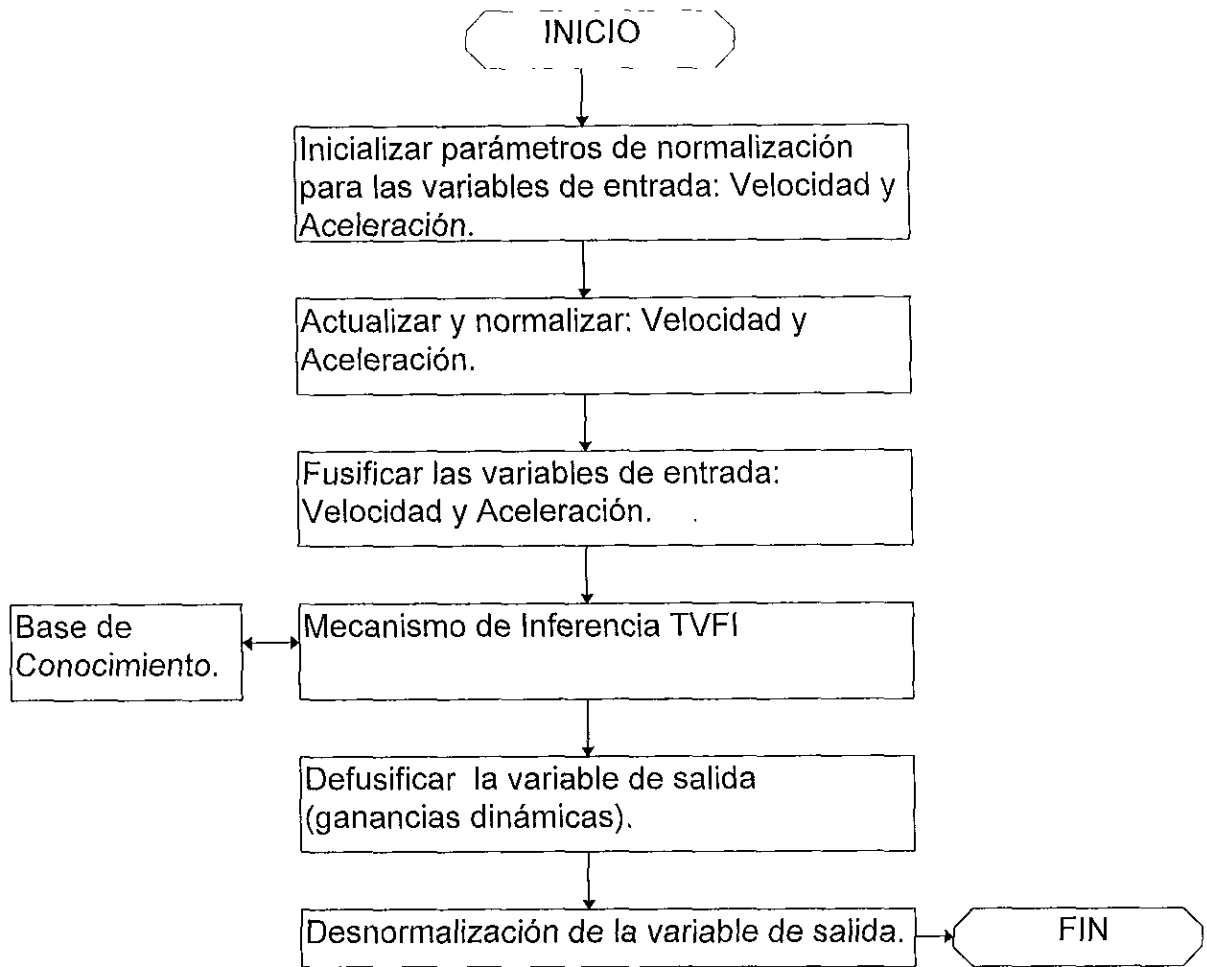 INICIO
Inicializar parámetros de normalización
para las variables de entrada: Velocidad y
Aceleración.
Actualizar y normalizar: Velocidad y
Aceleración.
Fusificar las variables de entrada:
Velocidad y Aceleración.
Base de
Conocimiento.
Mecanismo de Inferencia TVFI
Defusificar la variable de salida
(ganancias dinámicas).
Desnormalización de la variable de salida.
FIN